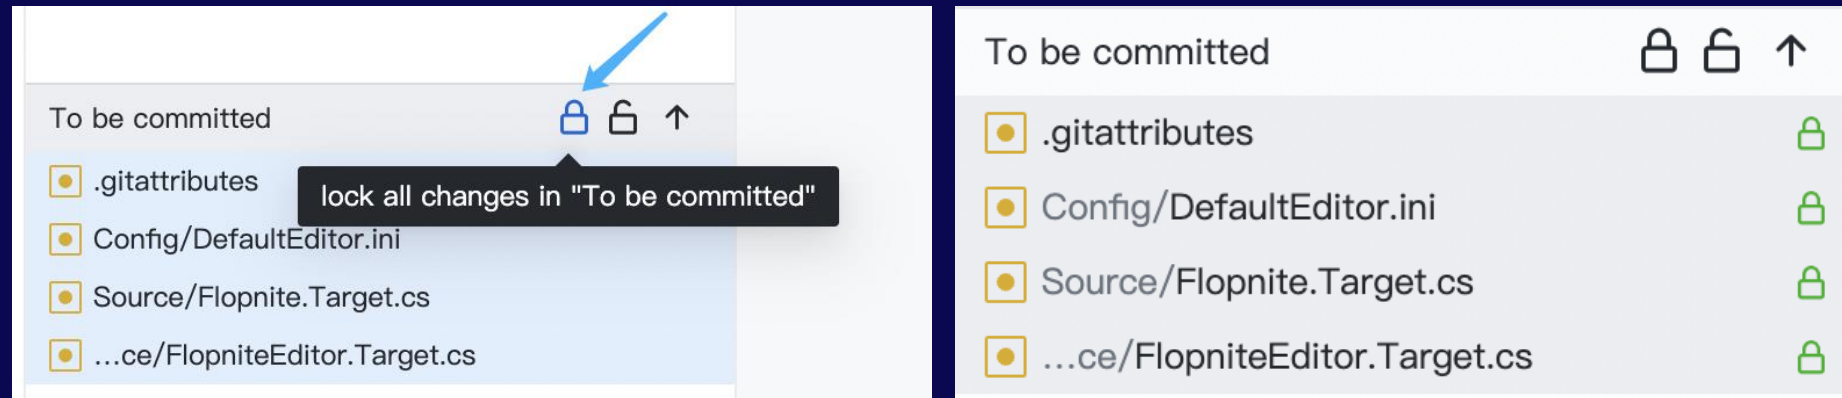 To be committed
.gitattributes
lock all changes in "To be committed"
Config/DefaultEditor.ini
Source/Flopnite.Target.cs
...ce/FlopniteEditor.Target.cs
To be committed
.gitattributes
Config/DefaultEditor.ini
Source/Flopnite.Target.cs
...ce/FlopniteEditor.Target.cs